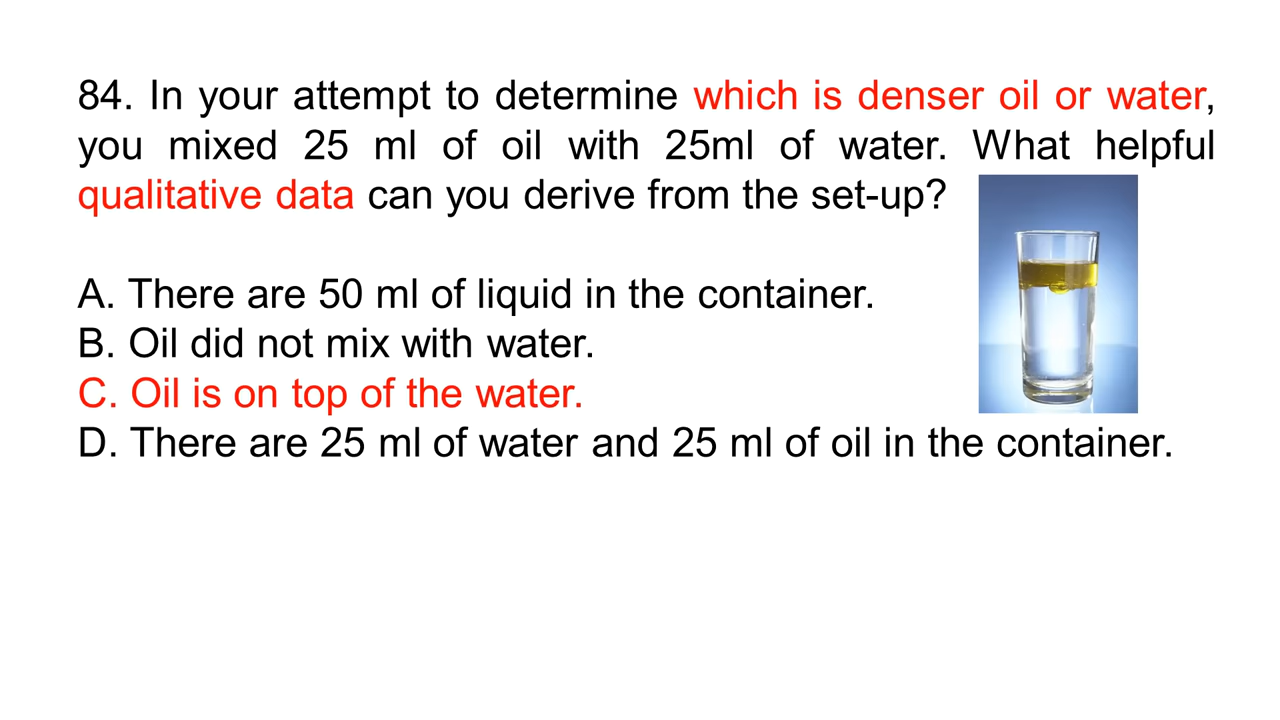 84. In your attempt to determine which is denser oil or water,
you mixed 25 ml of oil with 25ml of water. What helpful
qualitative data can you derive from the set-up?
A. There are 50 ml of liquid in the container.
B. Oil did not mix with water.
C. Oil is on top of the water.
D. There are 25 ml of water and 25 ml of oil in the container.